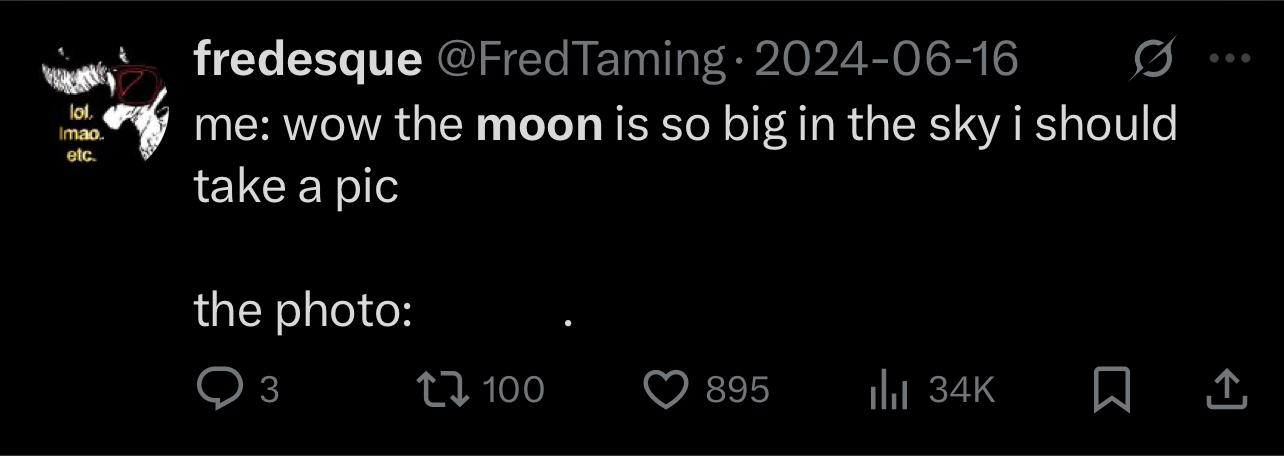 fredesque @FredTaming · 2024-06-16
lol.
lmao.
etc.
me: wow the moon is so big in the sky i should
take a pic
the photo: .
3 100 895 34K